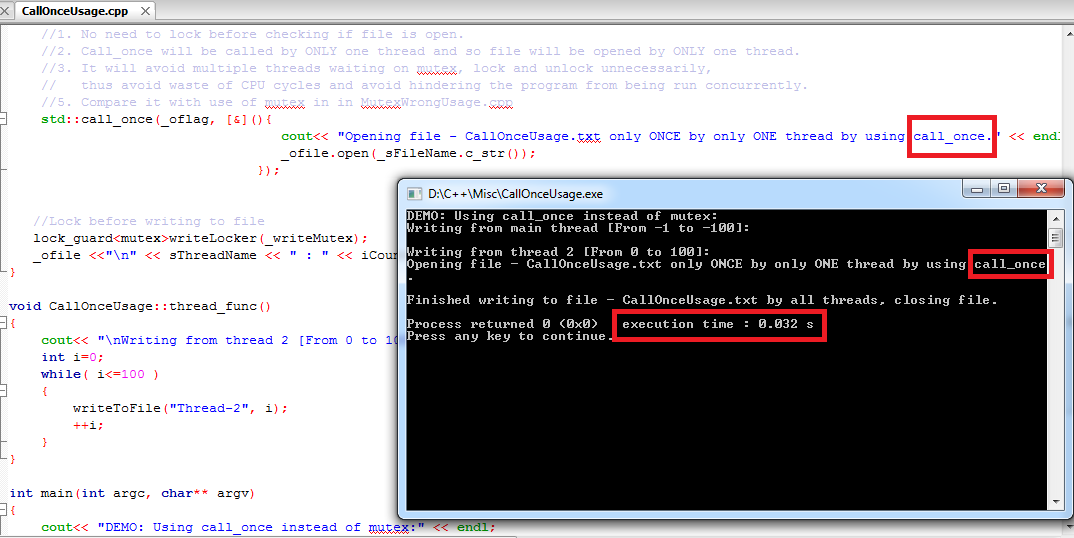 CallOnceUsage.cpp
//1. No need to lock before checking if file is open.
//2. Call_once will be called by ONLY one thread and so file will be opened by ONLY one thread.
//3. It will avoid multiple threads waiting on mutex, lock and unlock unnecessarily,
//   thus avoid waste of CPU cycles and avoid hindering the program from being run concurrently.
//5. Compare it with use of mutex in in MutexWrongUsage.cpp
std::call_once(_oflag, [&](){
cout<< "Opening file - CallOnceUsage.txt only ONCE by only ONE thread by using call_once." << endl
_ofile.open(_sFileName.c_str());
});
//Lock before writing to file
lock_guard<mutex>writeLocker(_writeMutex);
_ofile <<"\n" << sThreadName << " : " << iCou
}
void CallOnceUsage::thread_func()
{
cout<< "\nWriting from thread 2 [From 0 to 10
int i=0;
while( i<=100 )
{
writeToFile("Thread-2", i);
++i;
}
}
int main(int argc, char** argv)
{
cout<< "DEMO: Using call_once instead of mutex:" << endl;
D:\C++\Misc\CallOnceUsage.exe
DEMO: Using call_once instead of mutex:
Writing from main thread [From -1 to -100]:
Writing from thread 2 [From 0 to 100]:
Opening file - CallOnceUsage.txt only ONCE by only ONE thread by using call_once
.
Finished writing to file - CallOnceUsage.txt by all threads, closing file.
Process returned 0 (0x0)   execution time : 0.032 s
Press any key to continue.